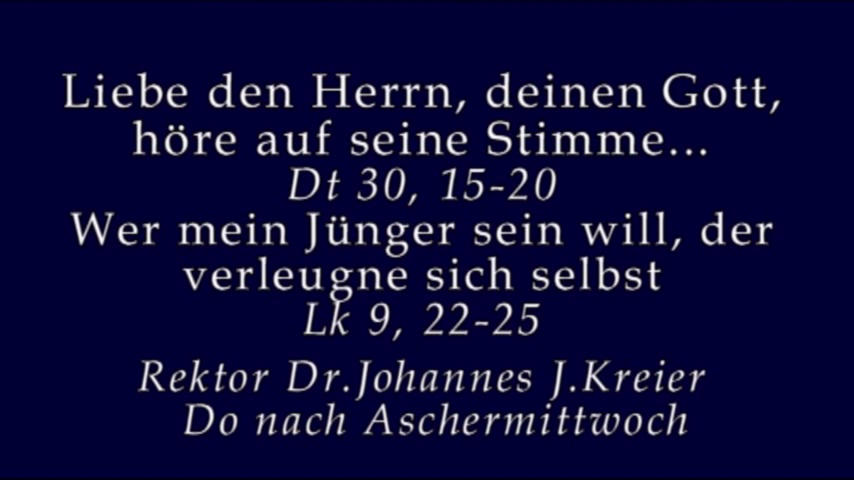 Liebe den Herrn, deinen Gott,
höre auf seine Stimme...
Dt 30, 15-20
Wer mein Jünger sein will, der
verleugne sich selbst
Lk 9, 22-25
Rektor Dr.Johannes J.Kreier
Do nach Aschermittwoch